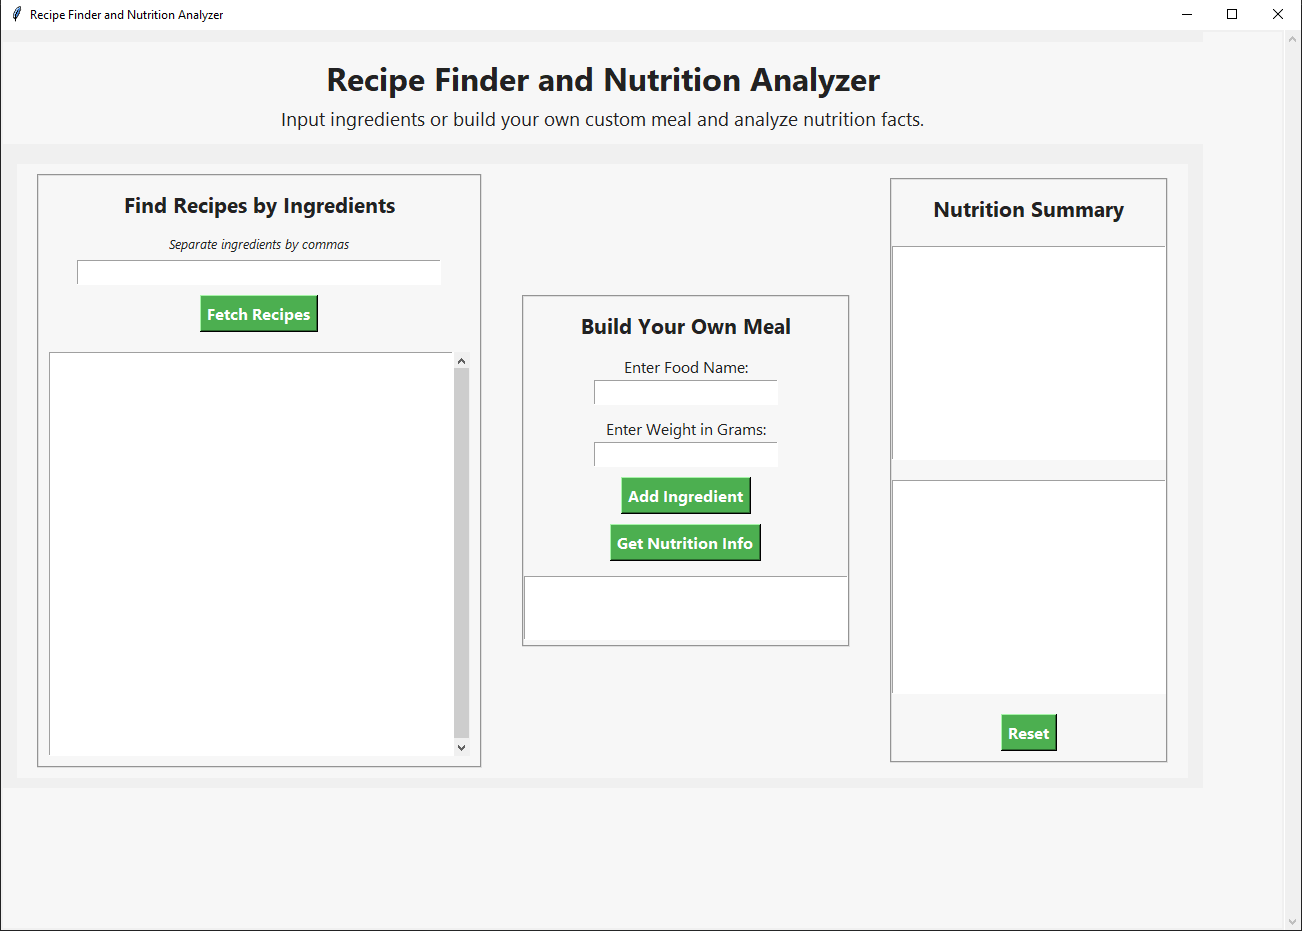 Recipe Finder and Nutrition Analyzer
Recipe Finder and Nutrition Analyzer
Input ingredients or build your own custom meal and analyze nutrition facts.
Find Recipes by Ingredients
Separate ingredients by commas
Fetch Recipes
Build Your Own Meal
Enter Food Name:
Enter Weight in Grams:
Add Ingredient
Get Nutrition Info
Nutrition Summary
Reset